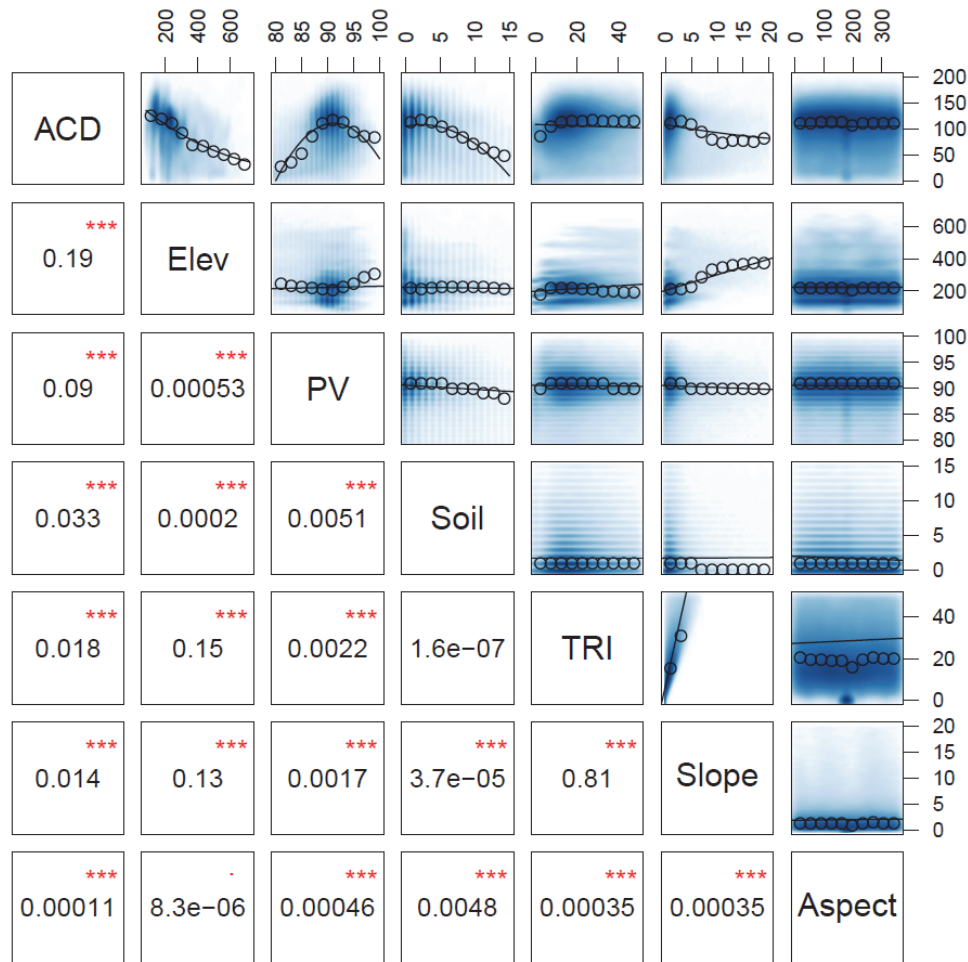 200 400 600 80 85 90 95 100 0 5 10 15 0 20 40 0 5 10 15 20 0 100 200 300
ACD 200 150 100 50 0
***
0.19 Elev 600 400 200
*** ***
0.09 0.00053 PV 100 95 90 85 80
*** *** ***
0.033 0.0002 0.0051 Soil 15 10 5 0
*** *** ***
0.018 0.15 0.0022 1.6e−07 TRI 40 20 0
*** *** *** *** ***
0.014 0.13 0.0017 3.7e−05 0.81 Slope 20 15 10 5 0
*** . *** *** *** ***
0.00011 8.3e−06 0.00046 0.0048 0.00035 0.00035 Aspect